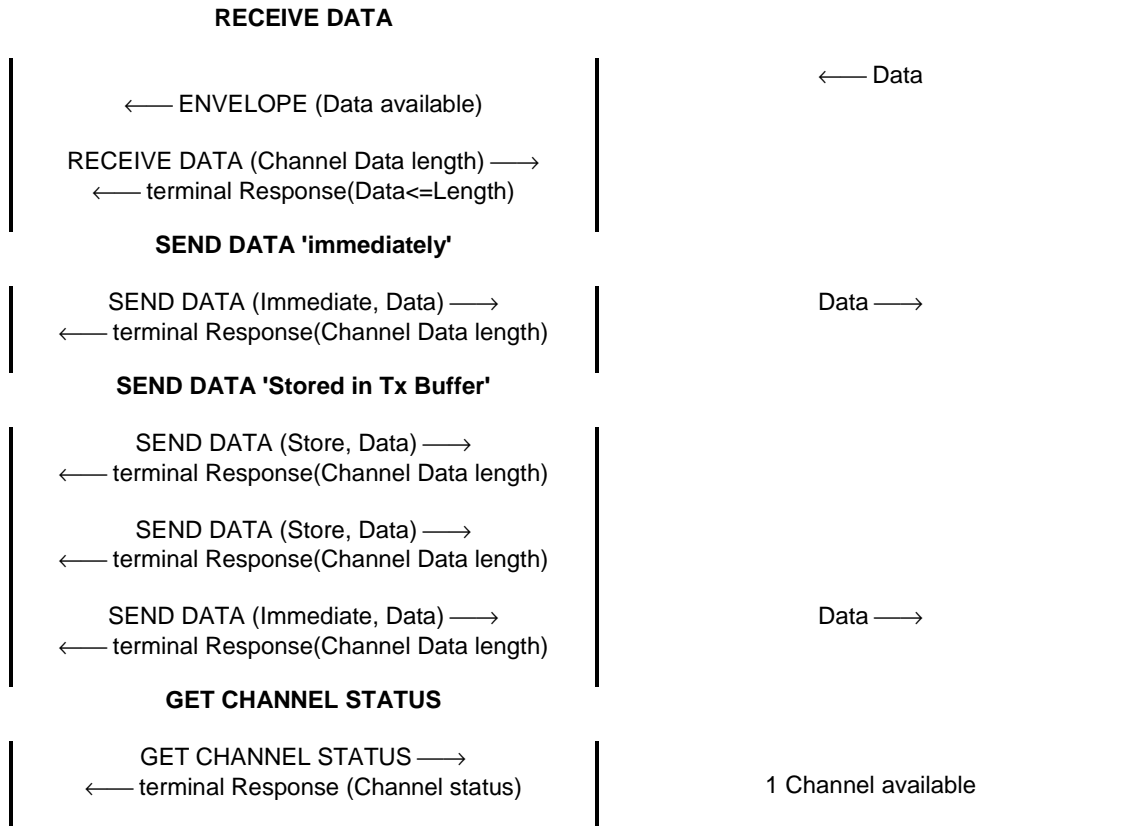 RECEIVE DATA
← Data
← ENVELOPE (Data available)
RECEIVE DATA (Channel Data length) →
← terminal Response(Data<=Length)
SEND DATA 'immediately'
SEND DATA (Immediate, Data) → Data →
← terminal Response(Channel Data length)
SEND DATA 'Stored in Tx Buffer'
SEND DATA (Store, Data) →
← terminal Response(Channel Data length)
SEND DATA (Store, Data) →
← terminal Response(Channel Data length)
SEND DATA (Immediate, Data) → Data →
← terminal Response(Channel Data length)
GET CHANNEL STATUS
GET CHANNEL STATUS →
← terminal Response (Channel status) 1 Channel available